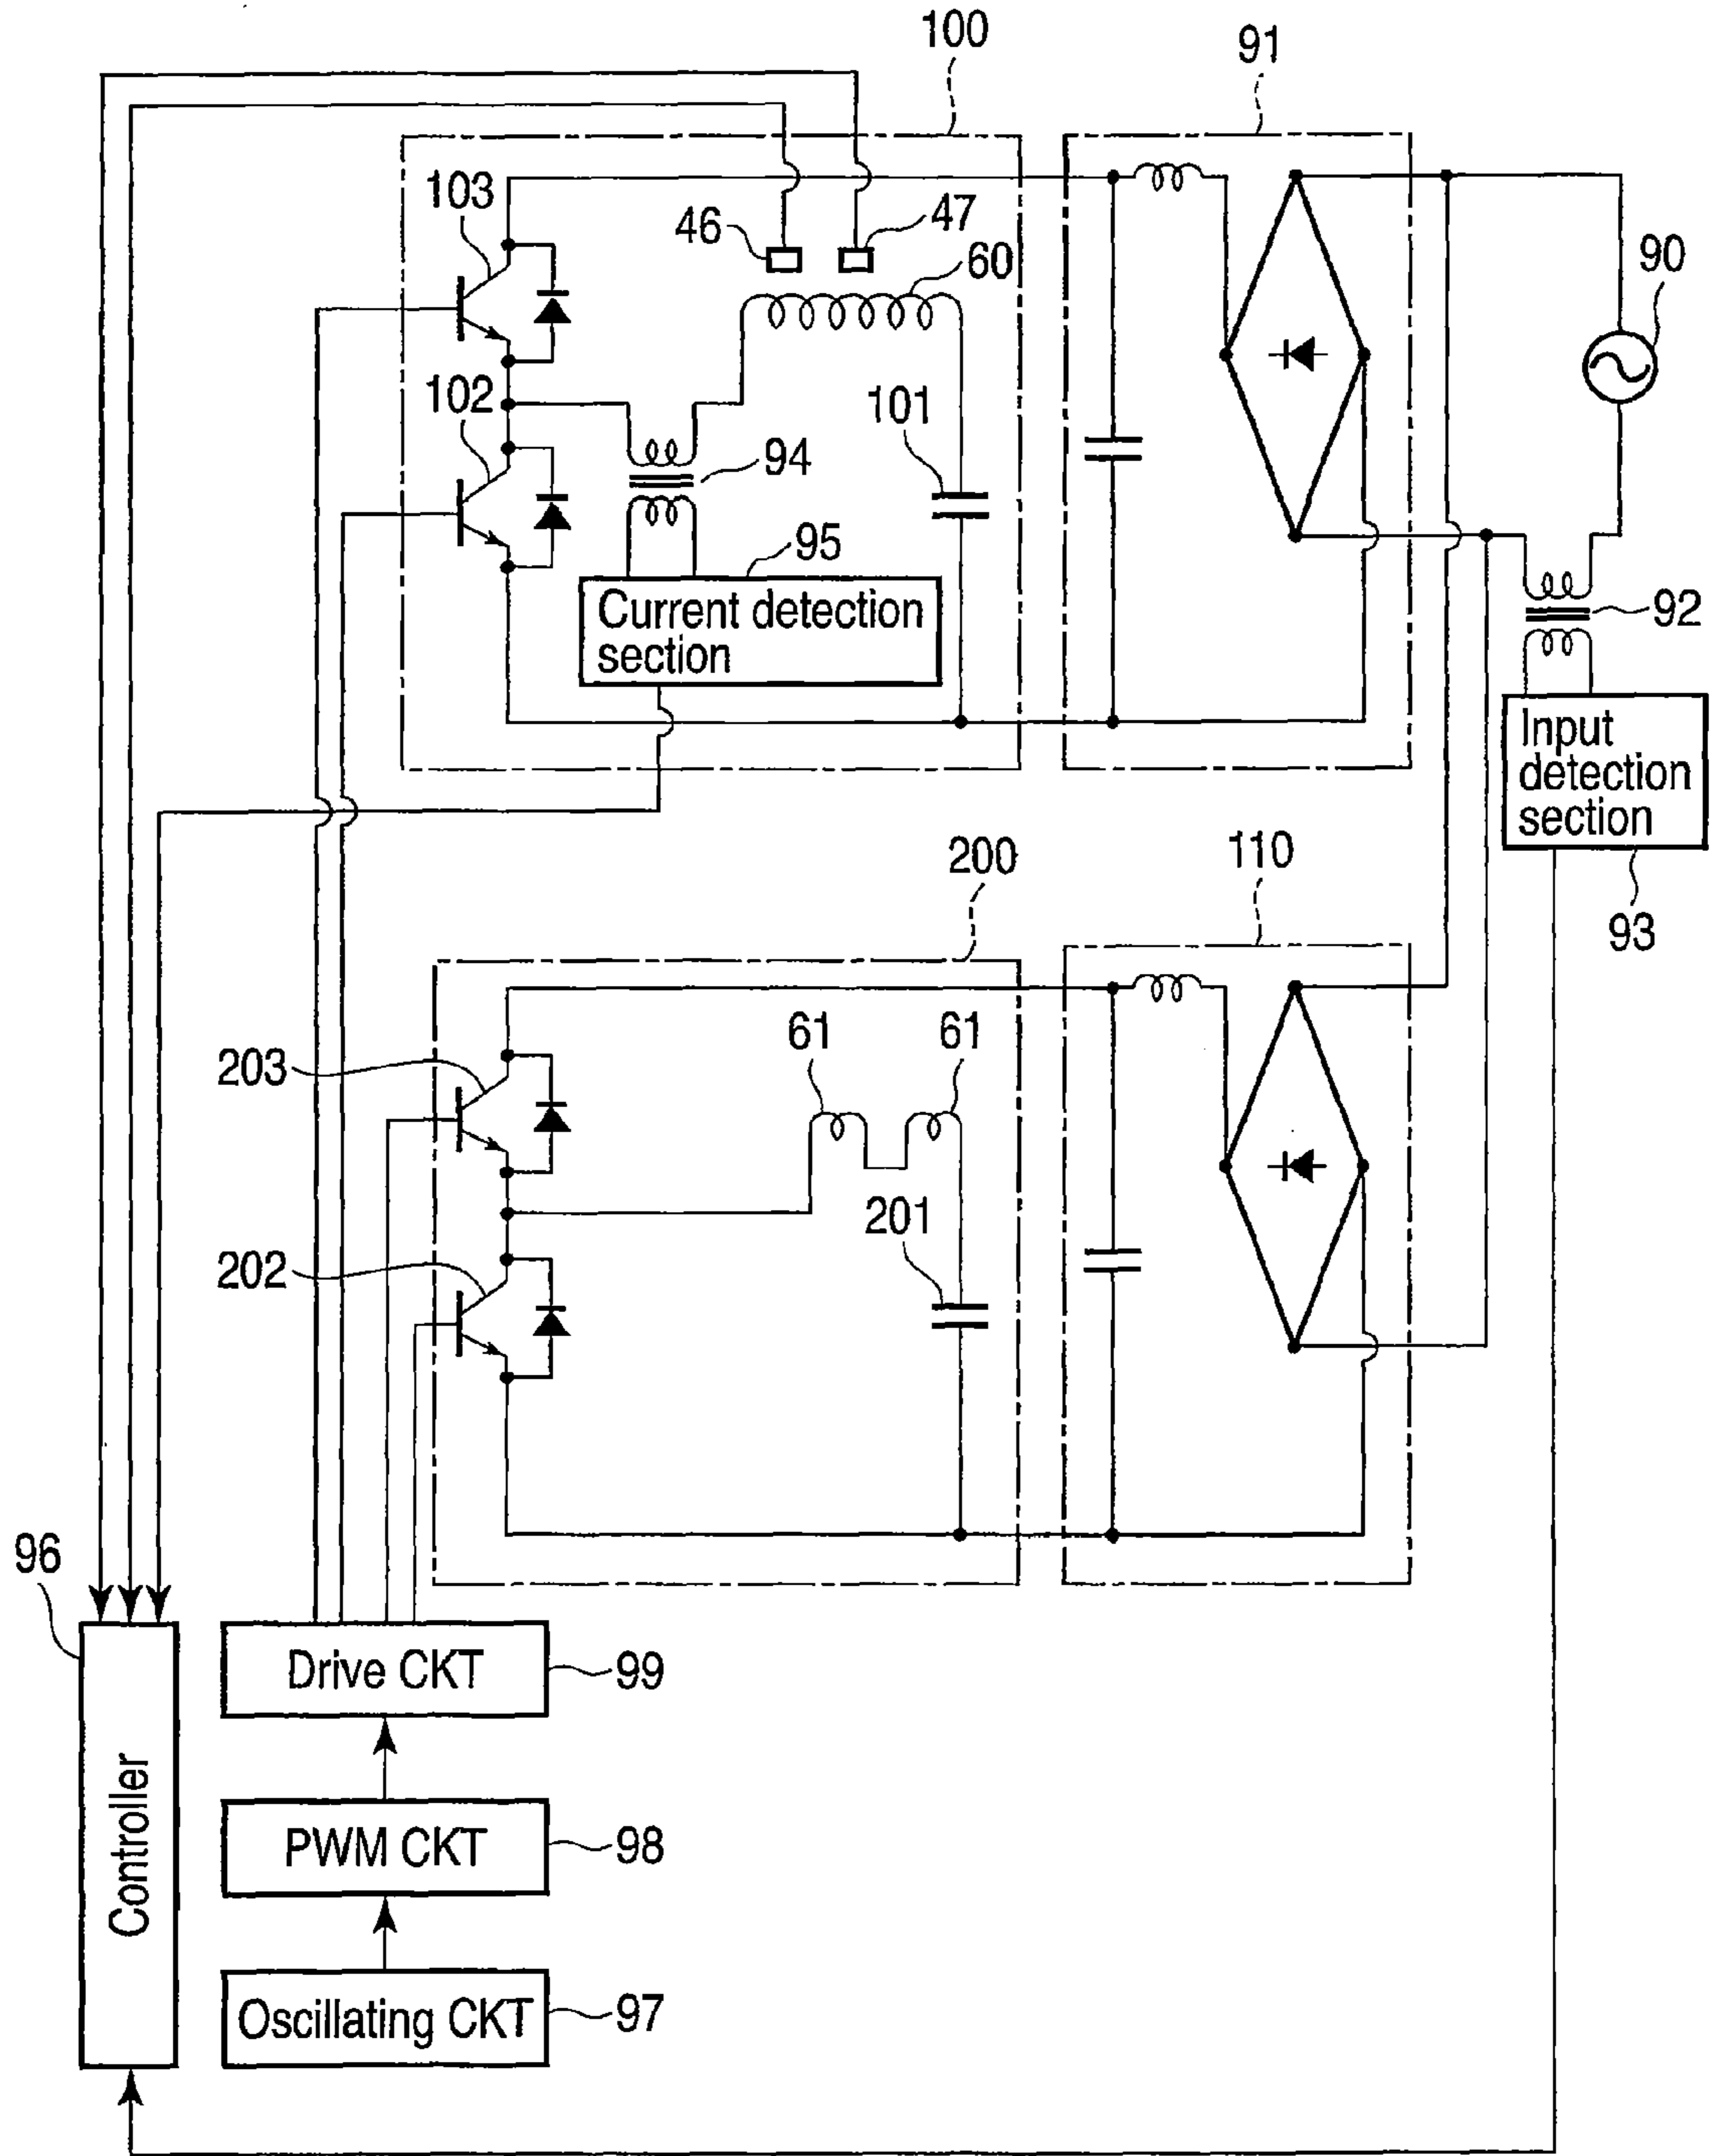 100
91
103
46
47
60
90
102
101
94
95
Current detection
section
92
Input
detection
section
93
200
110
61
61
203
201
202
96
Drive CKT
99
Controller
PWM CKT
98
Oscillating CKT
97